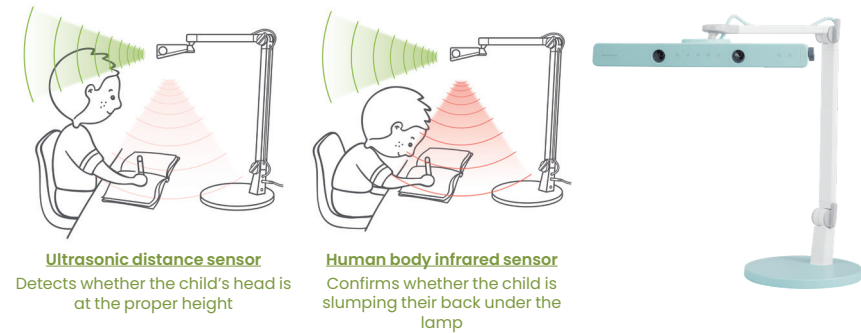 Ultrasonic distance sensor
Detects whether the child’s head is
at the proper height
Human body infrared sensor
Confirms whether the child is
slumping their back under the
lamp